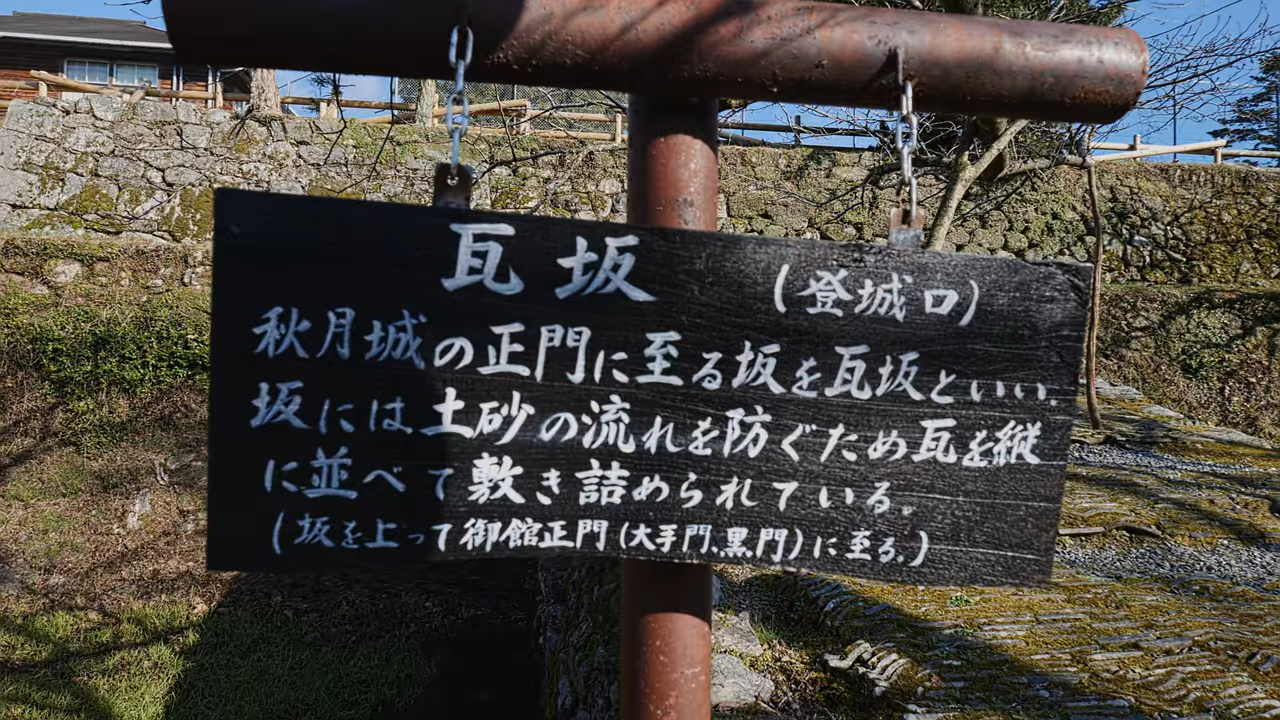 瓦坂 (登城口)
秋月城の正門に至る坂を瓦坂といい、
坂には土砂の流れを防ぐため瓦を縦
に並べて敷き詰められている。
(坂を上って御館正門(大手門、黒門)に至る。)